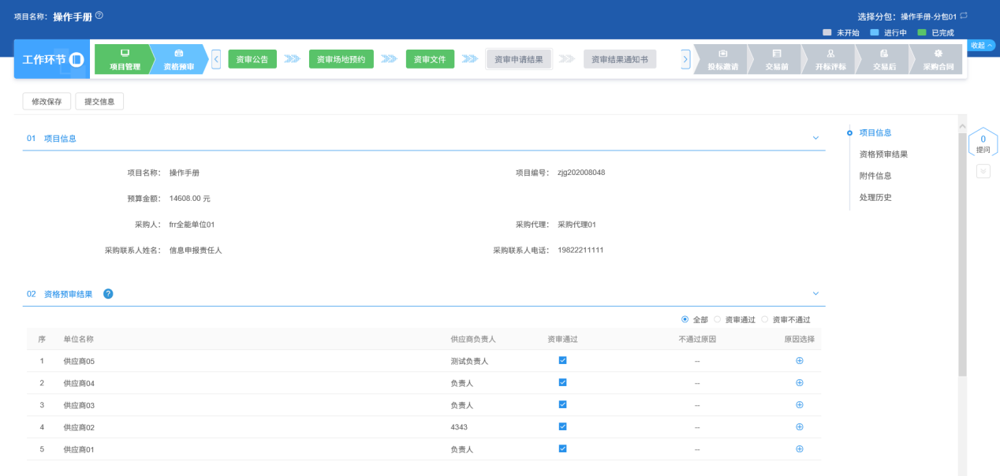 项目名称: 操作手册 ?
选择分包: 操作手册-分包01
未开始 进行中 已完成
工作环节 项目管理 资格预审 资审公告 资审场地预约 资审文件 资审申请结果 资审结果通知书 投标邀请 交易前 开标评标 交易后 采购合同 收起
修改保存 提交信息
01 项目信息
项目名称: 操作手册 项目编号: zjg202008048
预算金额: 14608.00 元
采购人: frr全能单位01 采购代理: 采购代理01
采购联系人姓名: 信息申报责任人 采购联系人电话: 19822211111
02 资格预审结果 ?
全部 资审通过 资审不通过
序 单位名称 供应商负责人 资审通过 不通过原因 原因选择
1 供应商05 测试负责人 --
2 供应商04 负责人 --
3 供应商03 负责人 --
4 供应商02 4343 --
5 供应商01 负责人 --
项目信息
资格预审结果
附件信息
处理历史
0
提问